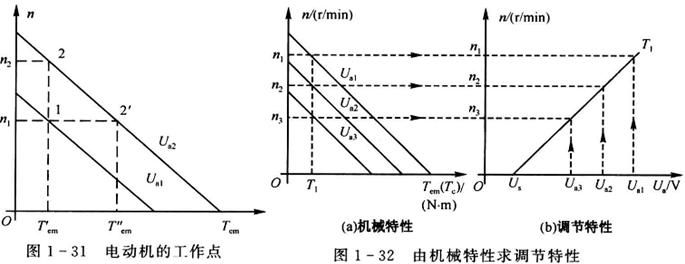 n
n₂
2
n₁
1
2′
U_a2
U_a1
O
T′_em
T″_em
T_em
图 1-31 电动机的工作点
n/(r/min)
n₁
n₂
n₃
U_a1
U_a2
U_a3
O
T₁
T_em(T_c)/
(N·m)
(a)机械特性
n/(r/min)
n₁
T₁
n₂
n₃
O
U_s
U_a3
U_a2
U_a1
U_a/V
(b)调节特性
图 1-32 由机械特性求调节特性